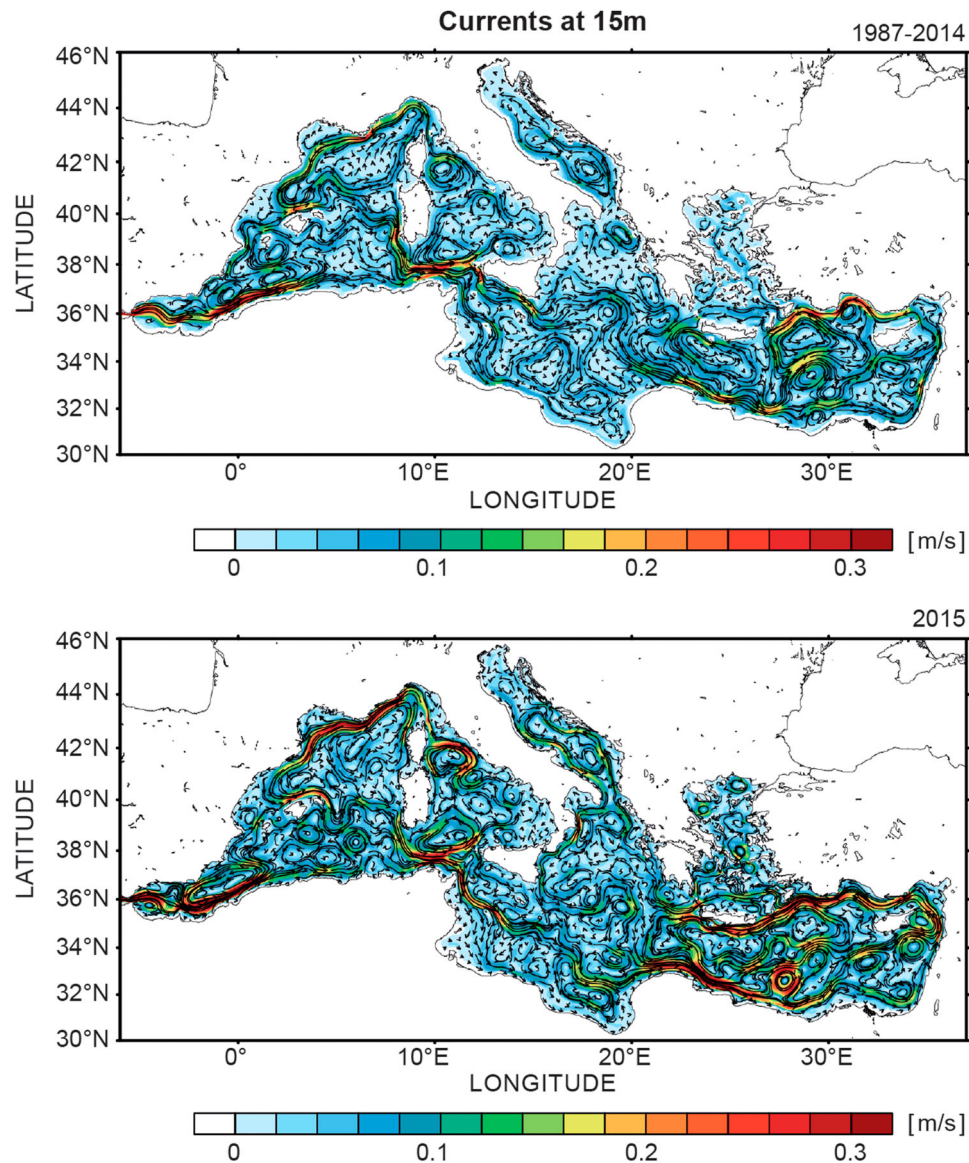 Currents at 15m
1987-2014
46°N
44°N
42°N
40°N
38°N
36°N
34°N
32°N
30°N
LATITUDE
0°
10°E
20°E
30°E
LONGITUDE
0
0.1
0.2
0.3
[m/s]
2015
46°N
44°N
42°N
40°N
38°N
36°N
34°N
32°N
30°N
LATITUDE
0°
10°E
20°E
30°E
LONGITUDE
0
0.1
0.2
0.3
[m/s]